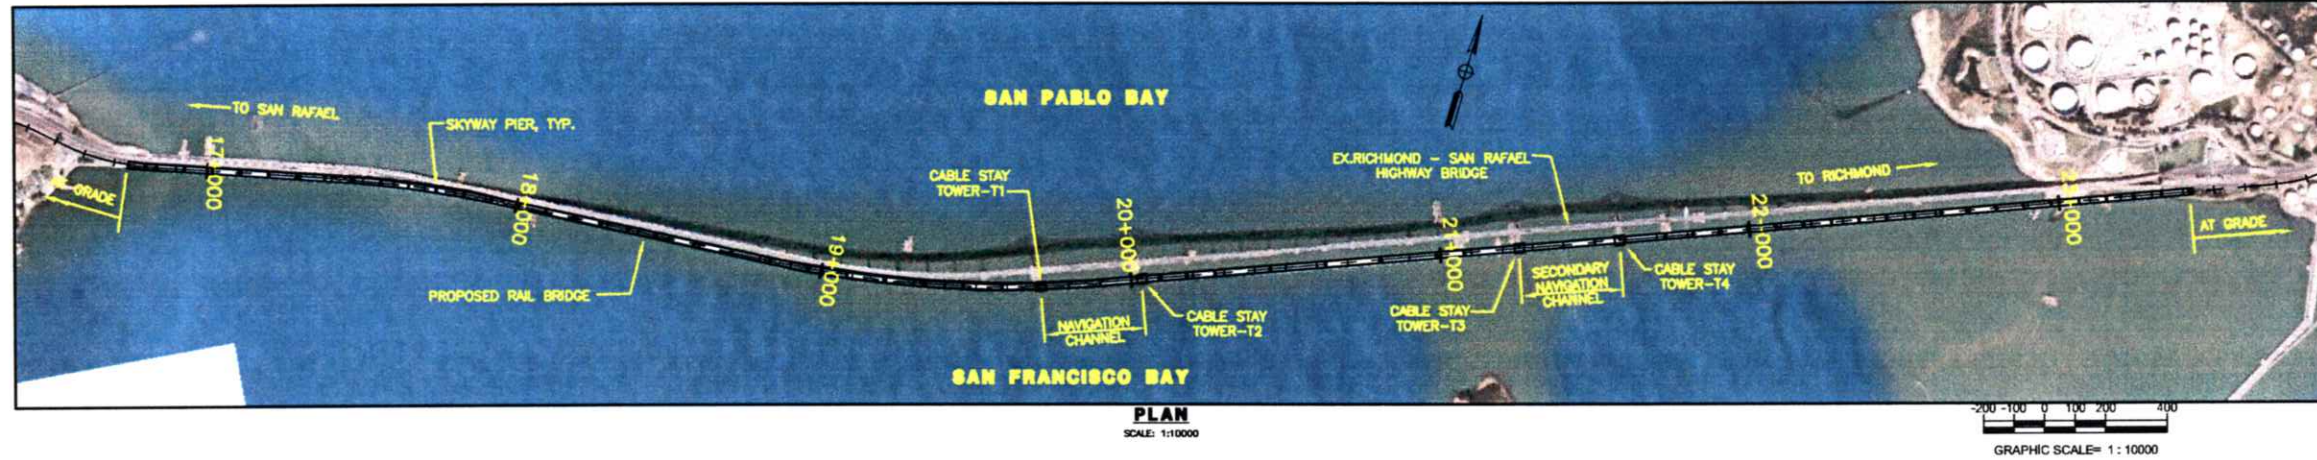 SAN PABLO BAY
TO SAN RAFAEL
SKYWAY PIER, TYP.
17+000
GRADE
18+000
PROPOSED RAIL BRIDGE
19+000
CABLE STAY
TOWER-T1
20+000
NAVIGATION
CHANNEL
CABLE STAY
TOWER-T2
EX.RICHMOND - SAN RAFAEL
HIGHWAY BRIDGE
21+000
CABLE STAY
TOWER-T3
SECONDARY
NAVIGATION
CHANNEL
CABLE STAY
TOWER-T4
22+000
TO RICHMOND
23+000
AT GRADE
SAN FRANCISCO BAY
PLAN
SCALE: 1:10000
-200 -100 0 100 200 400
GRAPHIC SCALE= 1 : 10000